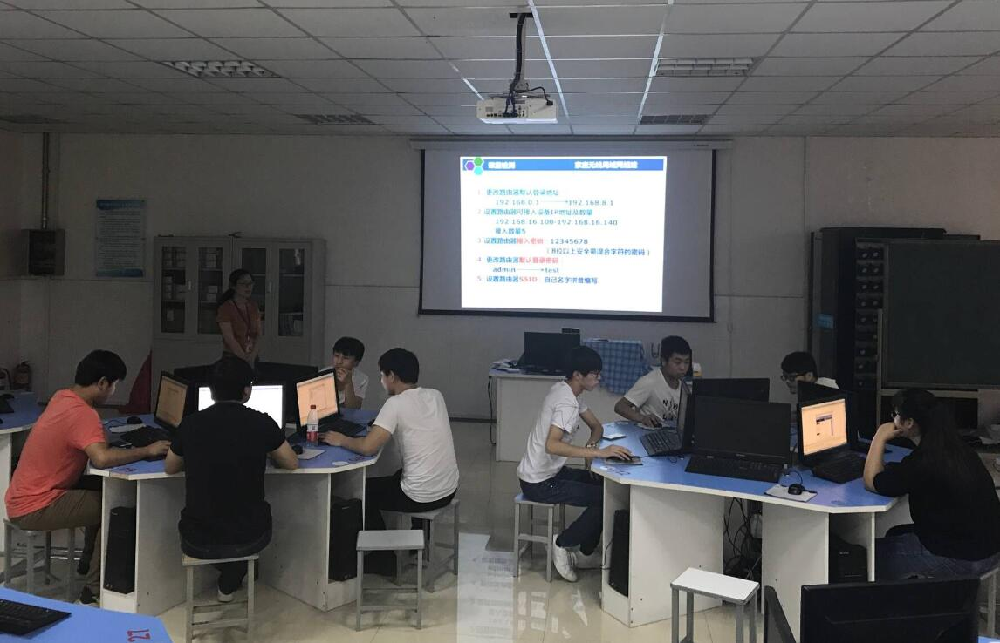 课堂检测 家庭无线局域网组建
1. 更改路由器默认登录地址
192.168.0.1————→192.168.8.1
2.设置路由器可接入设备IP地址及数量
192.168.16.100-192.168.16.140
接入数量5
3.设置路由器接入密码：12345678
（8位以上安全带混合字符的密码）
4. 更改路由器默认登录密码
admin————→test
5. 设置路由器SSID：自己名字拼音缩写
27